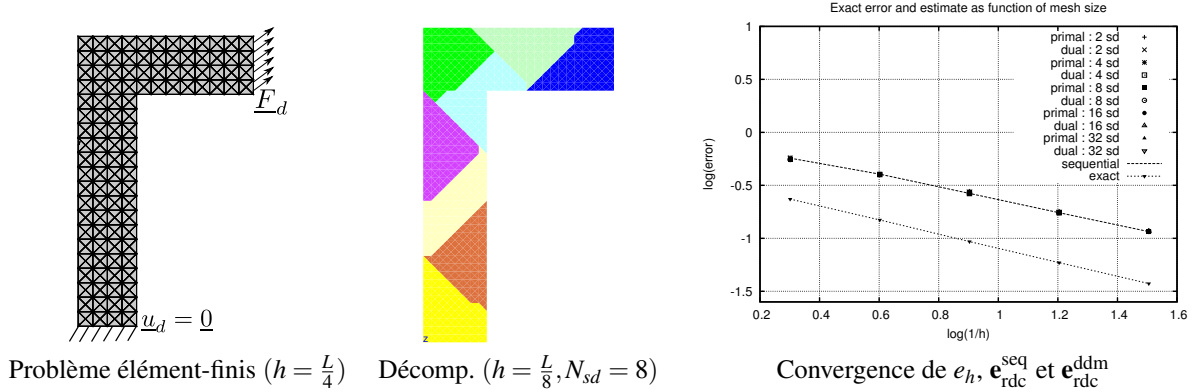 F_d
u_d = 0
Problème élément-finis (h = L/4)
z
Décomp. (h = L/8, N_sd = 8)
Exact error and estimate as function of mesh size
log(error)
1
0.5
0
-0.5
-1
-1.5
0.2 0.4 0.6 0.8 1 1.2 1.4 1.6
log(1/h)
primal : 2 sd
dual : 2 sd
primal : 4 sd
dual : 4 sd
primal : 8 sd
dual : 8 sd
primal : 16 sd
dual : 16 sd
primal : 32 sd
dual : 32 sd
sequential
exact
Convergence de e_h, e_rdc^seq et e_rdc^ddm